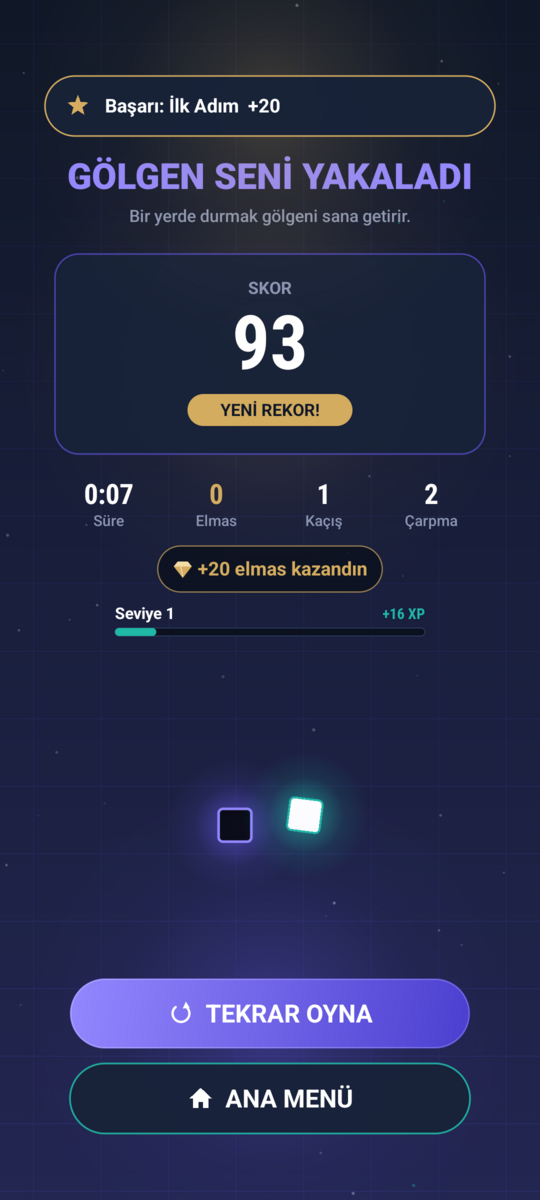 Başarı: İlk Adım +20
GÖLGEN SENİ YAKALADI
Bir yerde durmak gölgeni sana getirir.
SKOR
93
YENİ REKOR!
0:07 0 1 2
Süre Elmas Kaçış Çarpma
+20 elmas kazandın
Seviye 1 +16 XP
TEKRAR OYNA
ANA MENÜ